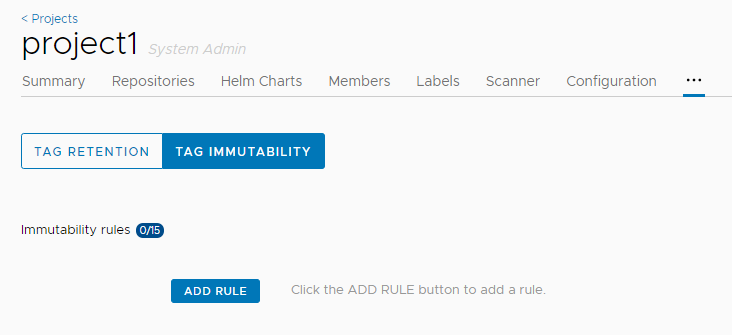 < Projects
project1 System Admin
Summary Repositories Helm Charts Members Labels Scanner Configuration ...
TAG RETENTION TAG IMMUTABILITY
Immutability rules 0/15
ADD RULE Click the ADD RULE button to add a rule.